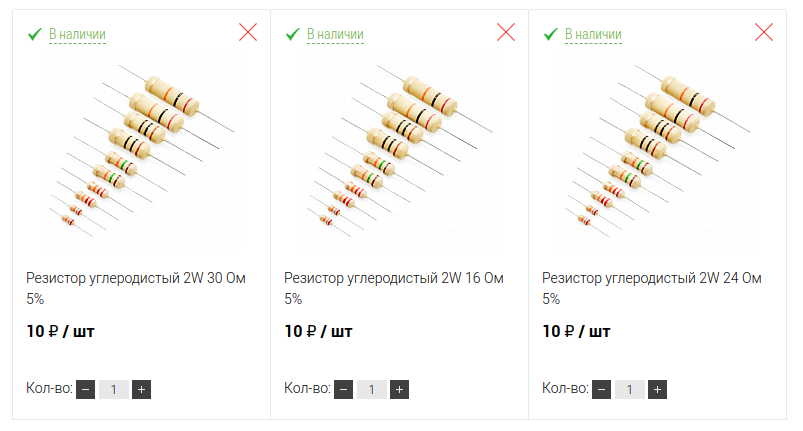 В наличии
Резистор углеродистый 2W 30 Ом
5%
10 ₽ / шт
Кол-во: − 1 +
В наличии
Резистор углеродистый 2W 16 Ом
5%
10 ₽ / шт
Кол-во: − 1 +
В наличии
Резистор углеродистый 2W 24 Ом
5%
10 ₽ / шт
Кол-во: − 1 +